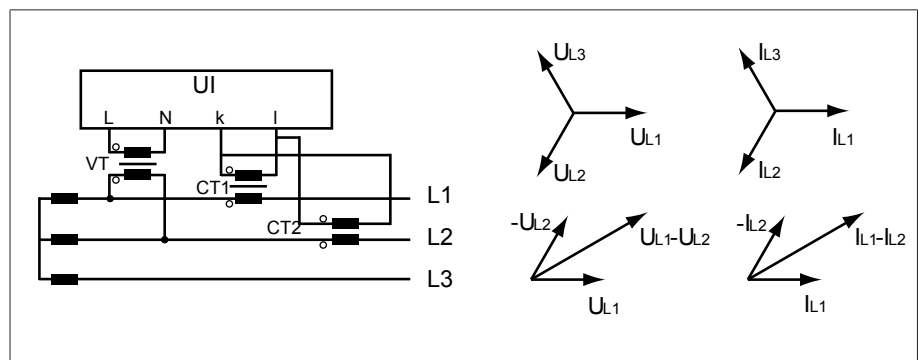 UI
L N k l
VT
CT1
CT2
L1
L2
L3
UL3
UL1
UL2
IL3
IL1
IL2
-UL2
UL1-UL2
UL1
-IL2
IL1-IL2
IL1